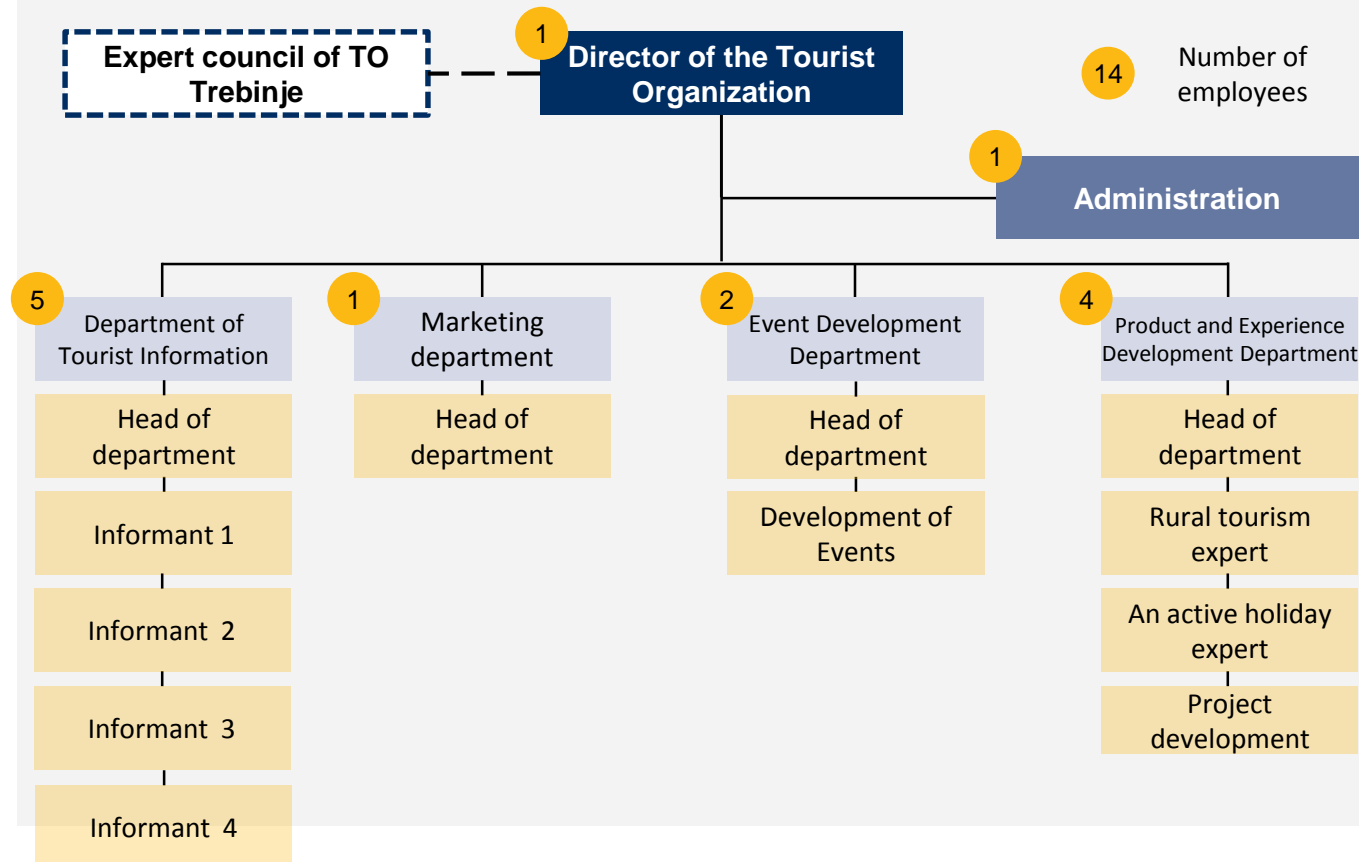 Expert council of TO
Trebinje
1
Director of the Tourist
Organization
14
Number of
employees
1
Administration
5
Department of
Tourist Information
Head of
department
Informant 1
Informant 2
Informant 3
Informant 4
1
Marketing
department
Head of
department
2
Event Development
Department
Head of
department
Development of
Events
4
Product and Experience
Development Department
Head of
department
Rural tourism
expert
An active holiday
expert
Project
development